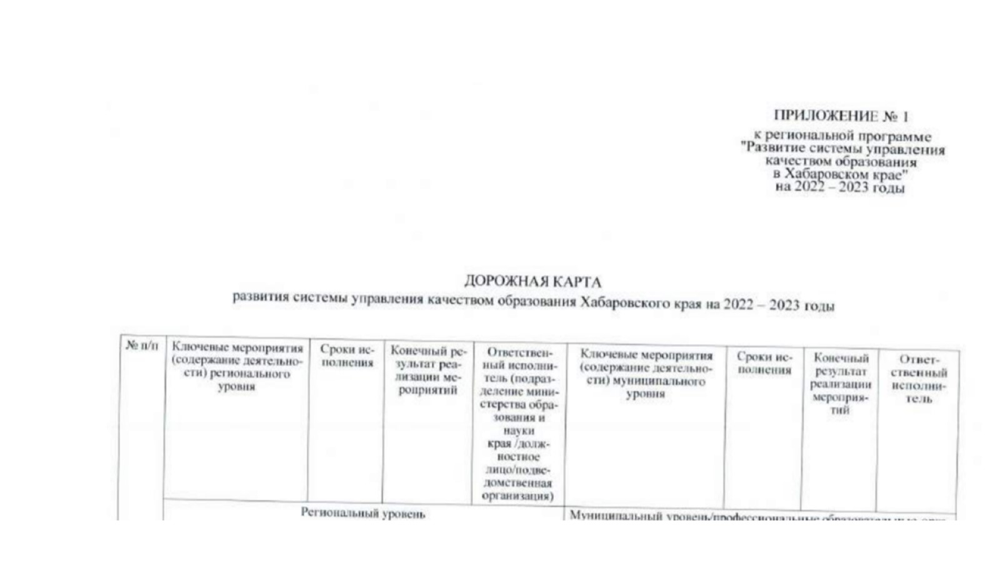 ПРИЛОЖЕНИЕ № 1
к региональной программе
"Развитие системы управления
качеством образования
в Хабаровском крае"
на 2022 – 2023 годы
ДОРОЖНАЯ КАРТА
развития системы управления качеством образования Хабаровского края на 2022 – 2023 годы
№ п/п
Ключевые мероприятия
(содержание деятельно-
сти) регионального
уровня
Сроки ис-
полнения
Конечный ре-
зультат реа-
лизации ме-
роприятий
Ответствен-
ный исполни-
тель (подраз-
деление мини-
стерства обра-
зования и
науки
края /долж-
ностное
лицо/подве-
домственная
организация)
Ключевые мероприятия
(содержание деятельно-
сти) муниципального
уровня
Сроки ис-
полнения
Конечный
результат
реализации
мероприя-
тий
Ответ-
ственный
исполни-
тель
Региональный уровень
Муниципальный уровень/профессиональные образовательные орга-